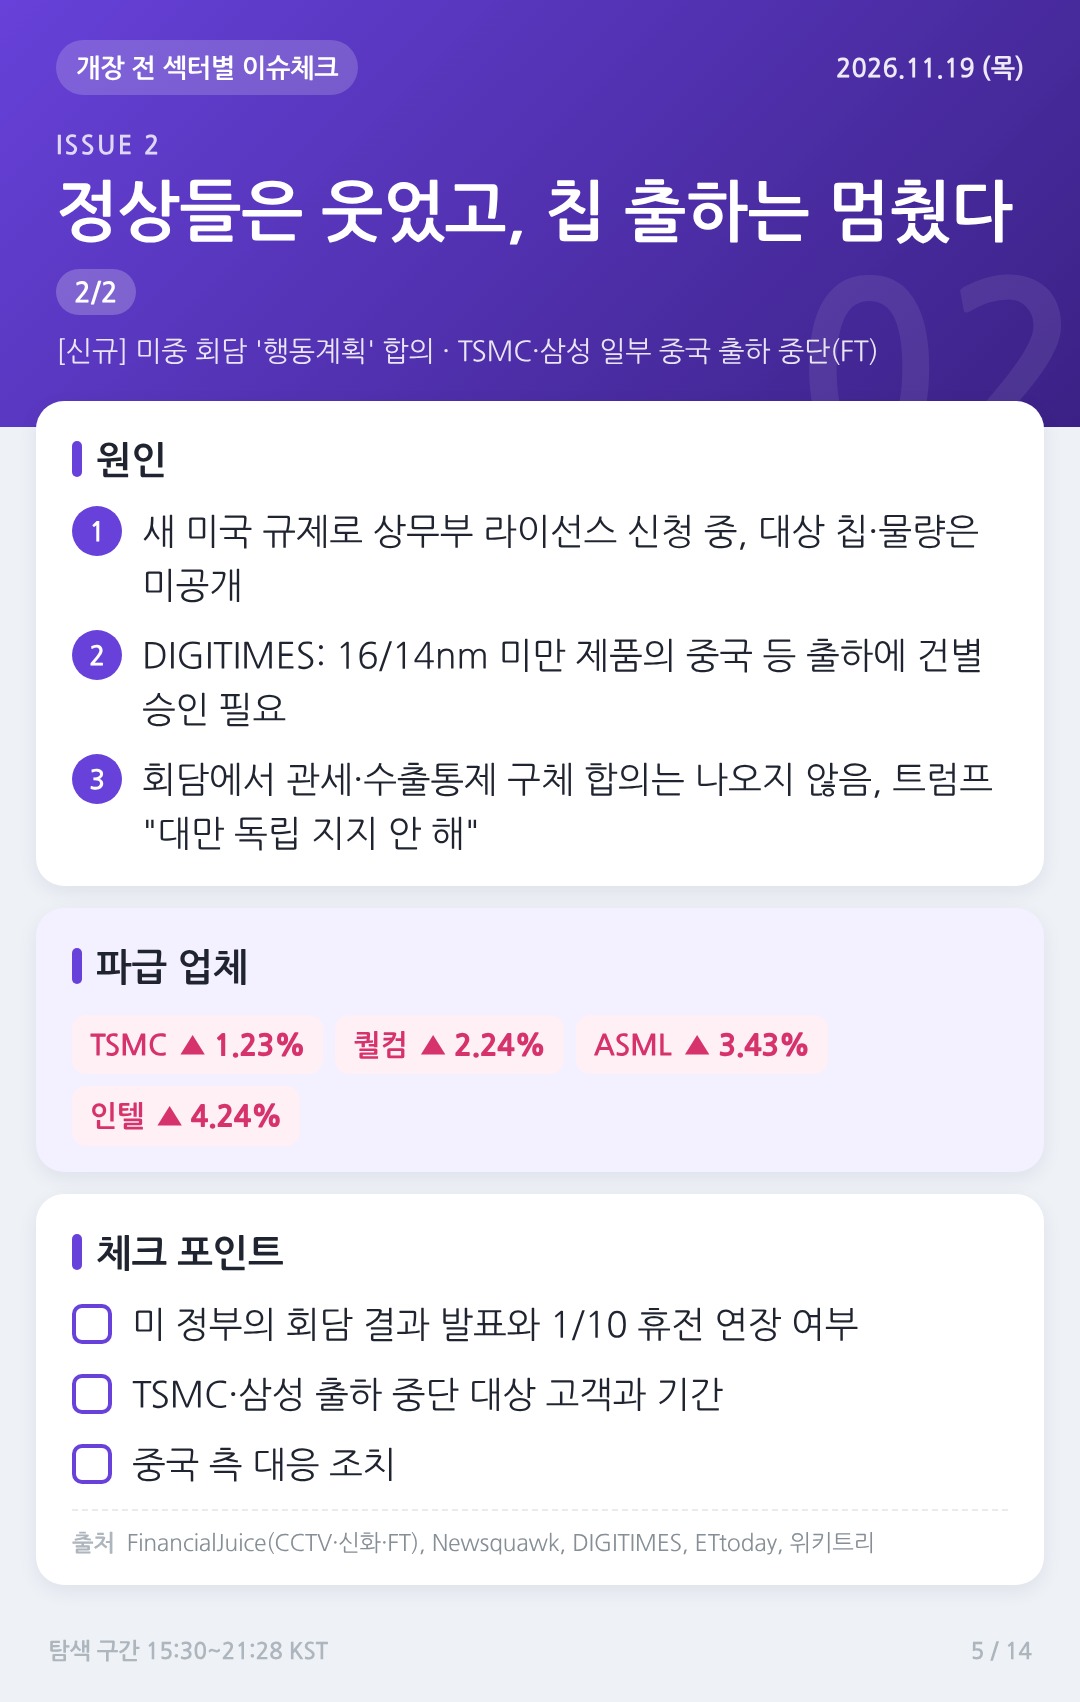 개장 전 섹터별 이슈체크
2026.11.19 (목)
ISSUE 2
정상들은 웃었고, 칩 출하는 멈췄다
2/2
02
[신규] 미중 회담 '행동계획' 합의 · TSMC·삼성 일부 중국 출하 중단(FT)
원인
1 새 미국 규제로 상무부 라이선스 신청 중, 대상 칩·물량은
미공개
2 DIGITIMES: 16/14nm 미만 제품의 중국 등 출하에 건별
승인 필요
3 회담에서 관세·수출통제 구체 합의는 나오지 않음, 트럼프
"대만 독립 지지 안 해"
파급 업체
TSMC ▲ 1.23% 퀄컴 ▲ 2.24% ASML ▲ 3.43%
인텔 ▲ 4.24%
체크 포인트
미 정부의 회담 결과 발표와 1/10 휴전 연장 여부
TSMC·삼성 출하 중단 대상 고객과 기간
중국 측 대응 조치
출처 FinancialJuice(CCTV·신화·FT), Newsquawk, DIGITIMES, ETtoday, 위키트리
탐색 구간 15:30~21:28 KST
5 / 14